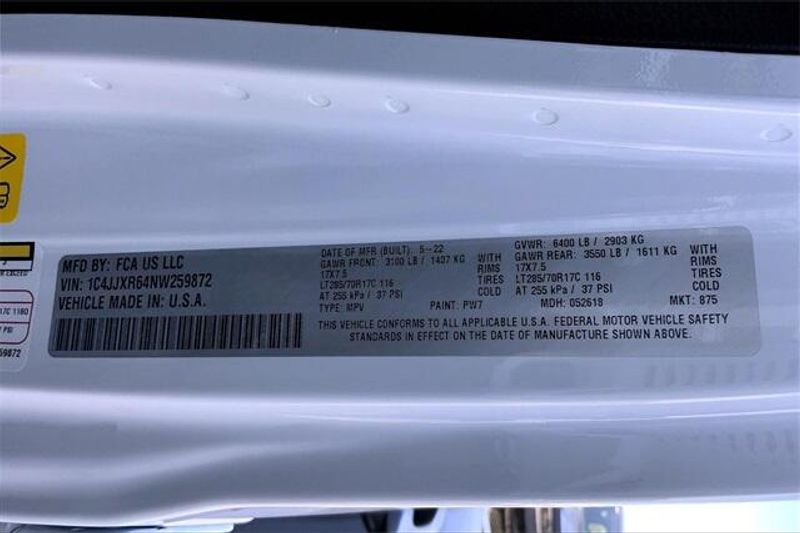 MFD BY: FCA US LLC
VIN: 1C4JJXR64NW259872
VEHICLE MADE IN U.S.A.
DATE OF MFR (BUILT): 5-22
GAWR FRONT: 3100 LB / 1407 KG WITH
17X7.5 RIMS
LT285/70R17C 116 TIRES
AT 255 kPa / 37 PSI COLD
TYPE: MPV PAINT: PW7
GVWR: 6400 LB / 2903 KG
GAWR REAR: 3550 LB / 1611 KG WITH
17X7.5 RIMS
LT285/70R17C 116 TIRES
AT 255 kPa / 37 PSI COLD
MDH: 052618 MKT: 875
THIS VEHICLE CONFORMS TO ALL APPLICABLE U.S.A. FEDERAL MOTOR VEHICLE SAFETY
STANDARDS IN EFFECT ON THE DATE OF MANUFACTURE SHOWN ABOVE.
17C 116Q
PSI
59872